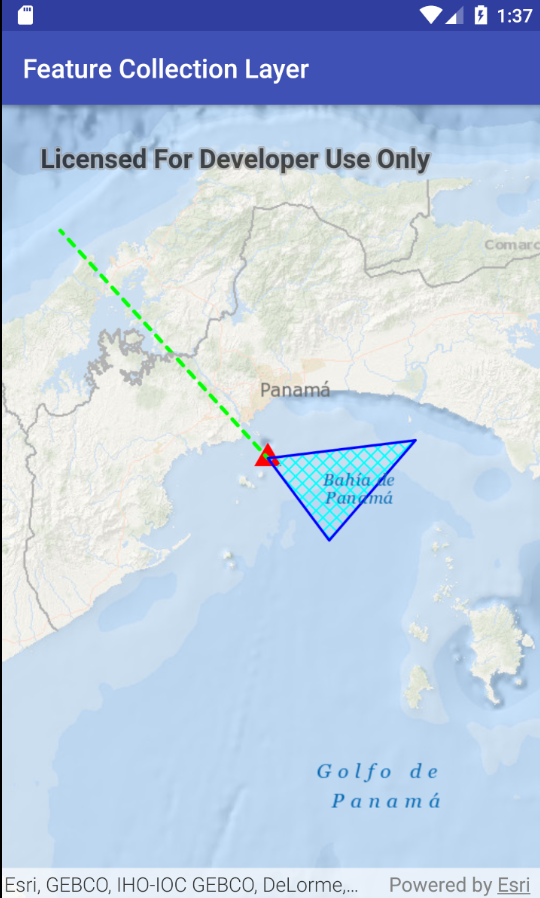 1:37
Feature Collection Layer
Licensed For Developer Use Only
Comarc
Panamá
Bahía de
Panamá
Golfo de
Panamá
Esri, GEBCO, IHO-IOC GEBCO, DeLorme,... Powered by Esri